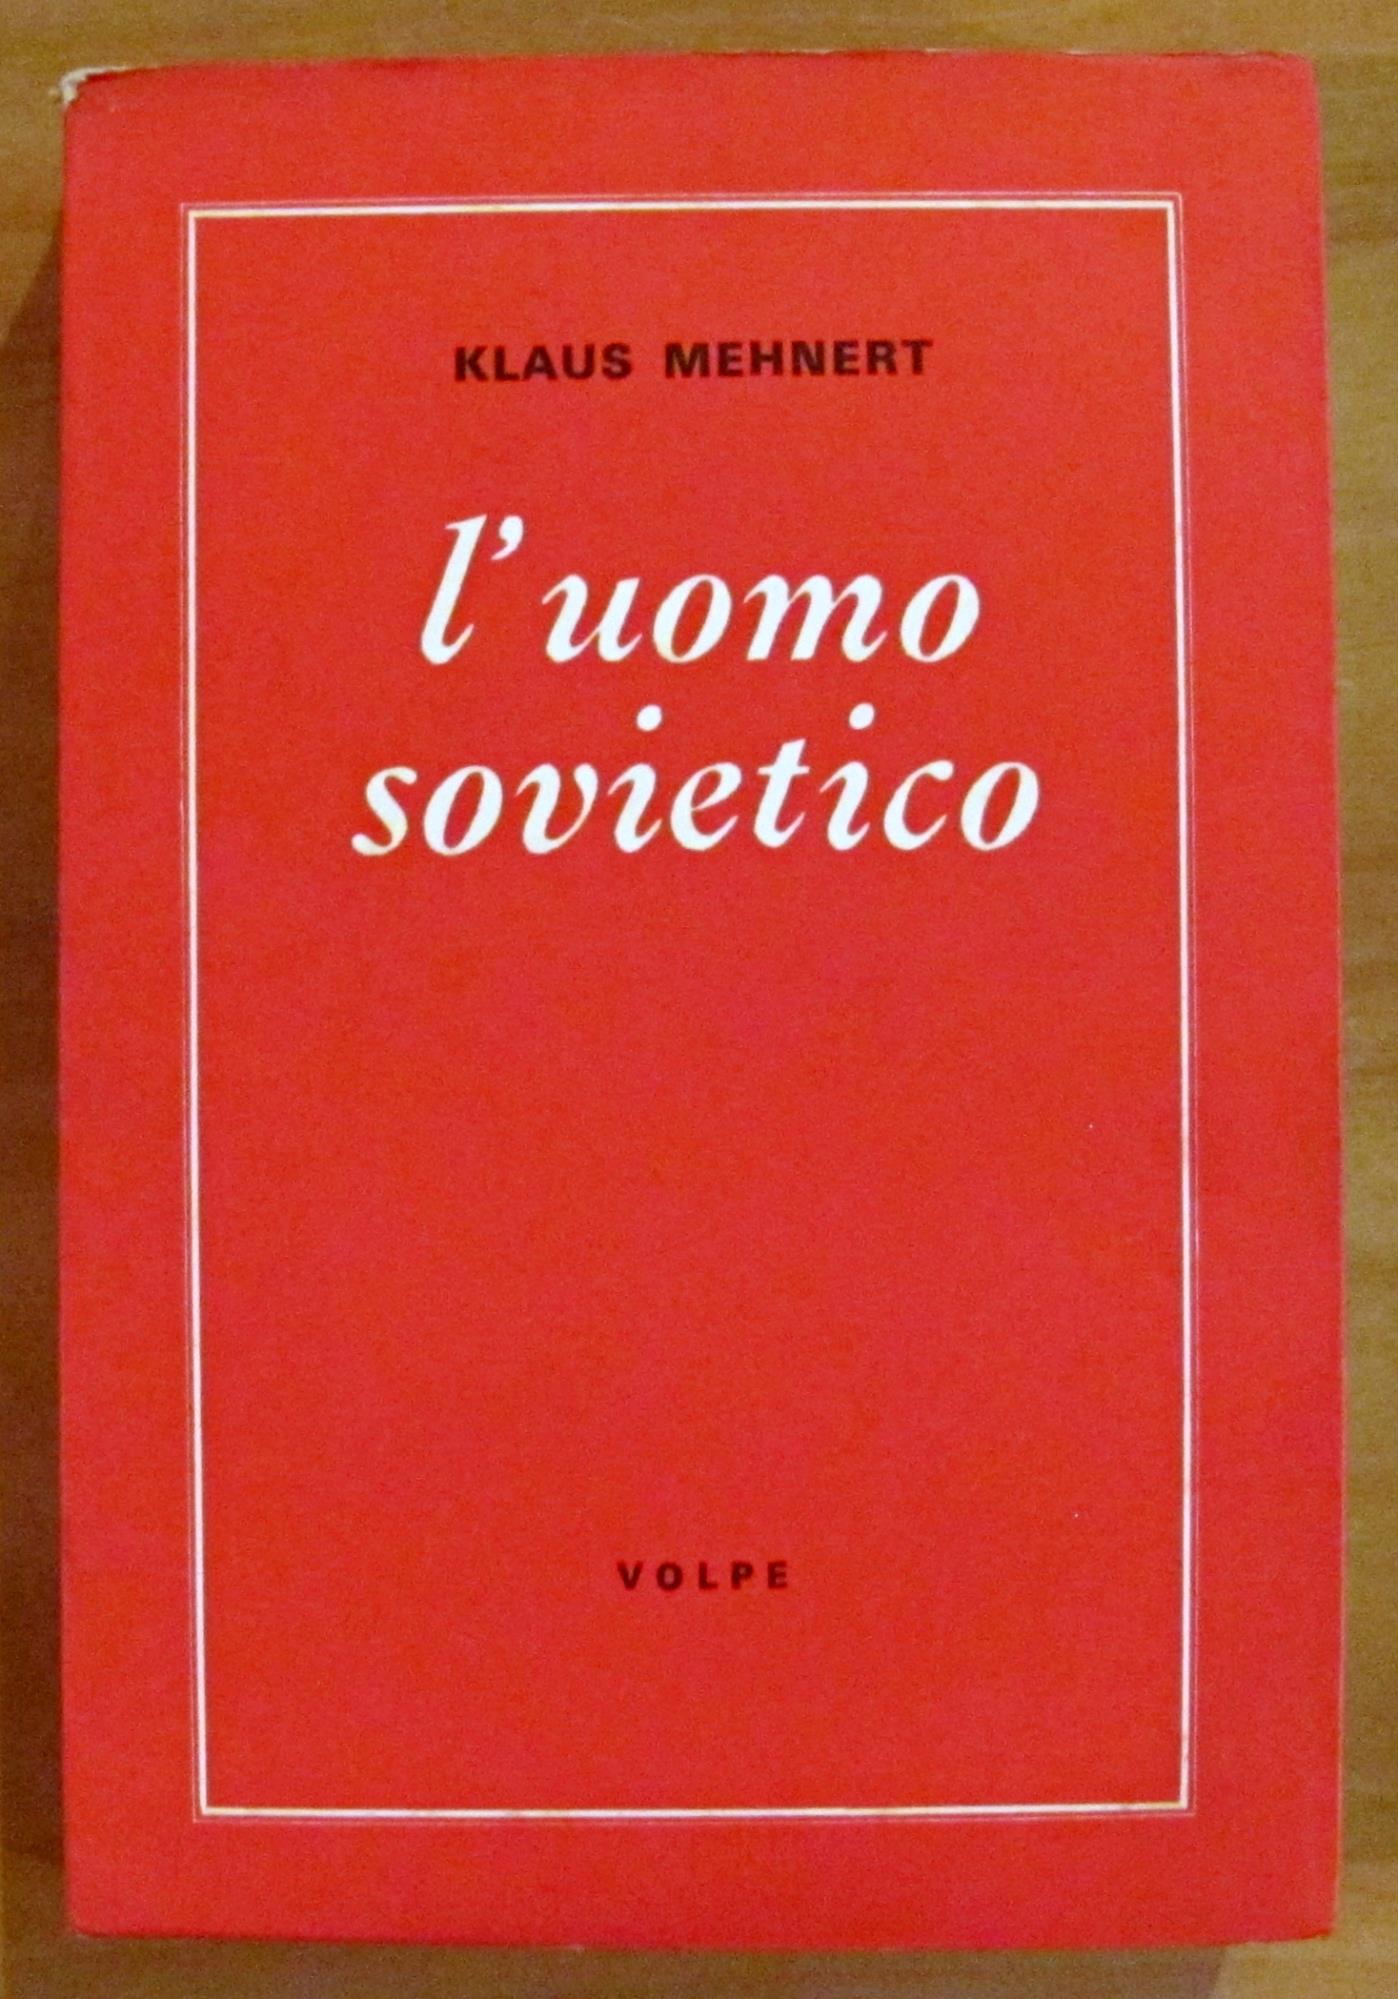 KLAUS MEHNERT
l'uomo
sovietico
VOLPE